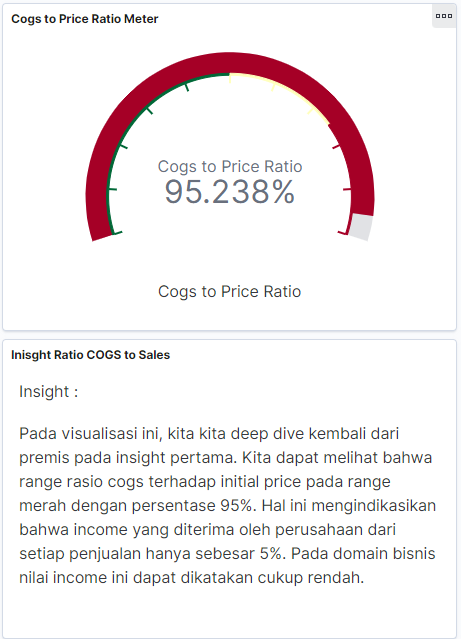 Cogs to Price Ratio Meter
Cogs to Price Ratio
95.238%
Cogs to Price Ratio
Inisght Ratio COGS to Sales
Insight :
Pada visualisasi ini, kita kita deep dive kembali dari
premis pada insight pertama. Kita dapat melihat bahwa
range rasio cogs terhadap initial price pada range
merah dengan persentase 95%. Hal ini mengindikasikan
bahwa income yang diterima oleh perusahaan dari
setiap penjualan hanya sebesar 5%. Pada domain bisnis
nilai income ini dapat dikatakan cukup rendah.